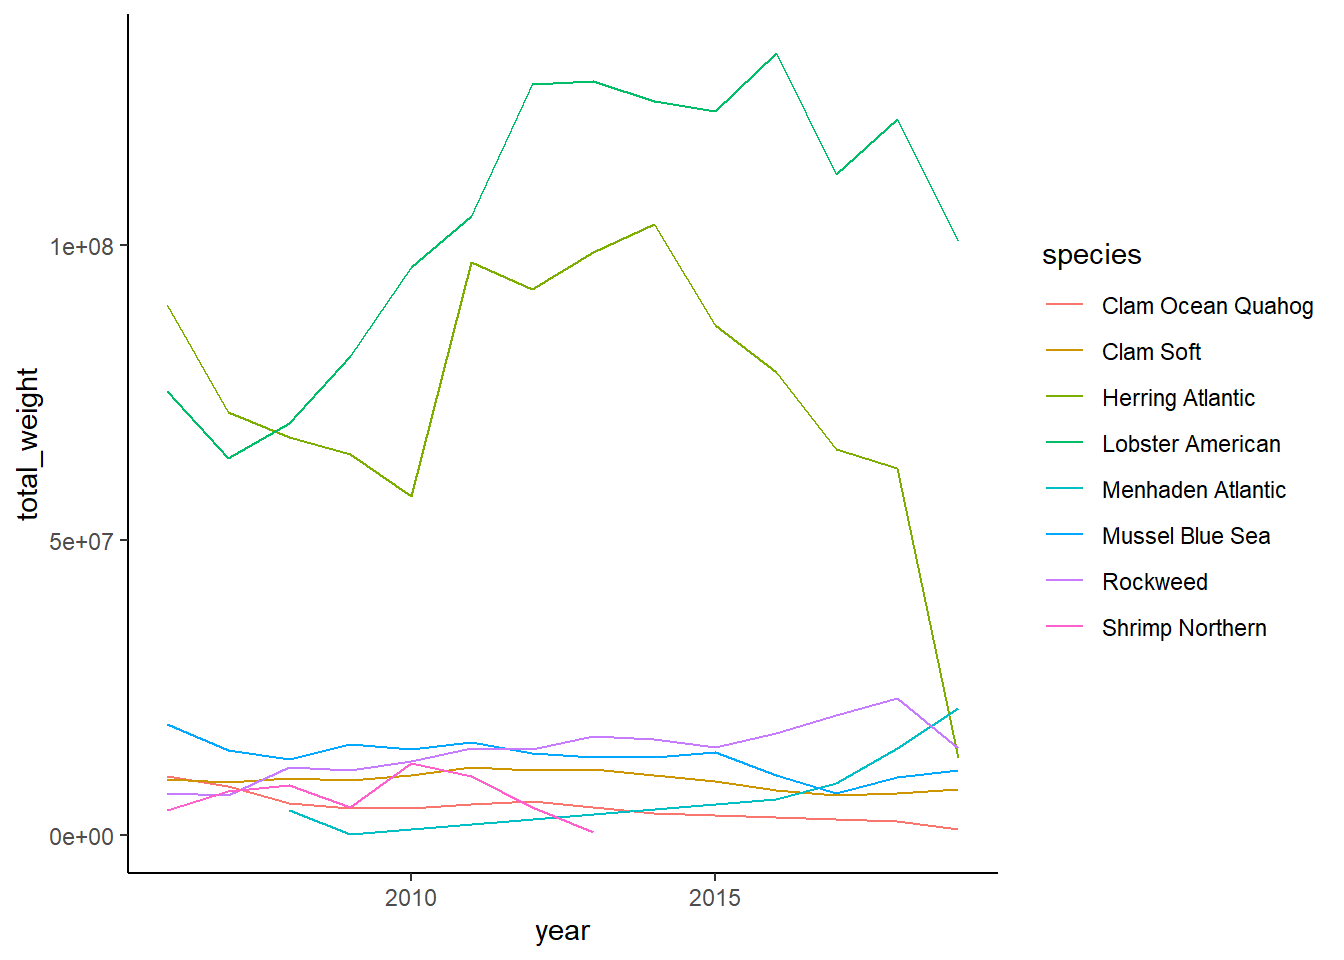 total_weight
1e+08
5e+07
0e+00
2010
2015
year
species
Clam Ocean Quahog
Clam Soft
Herring Atlantic
Lobster American
Menhaden Atlantic
Mussel Blue Sea
Rockweed
Shrimp Northern